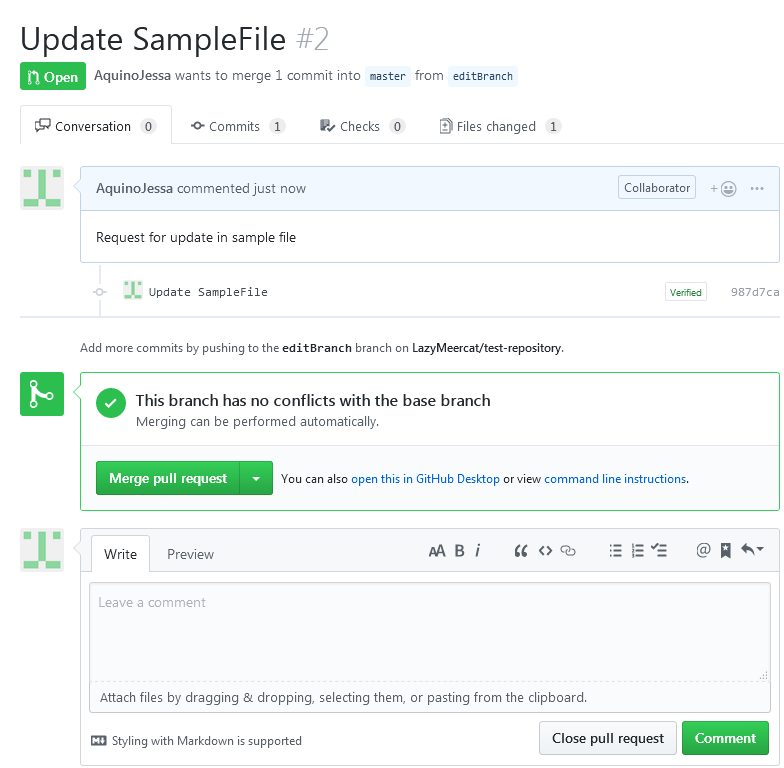 Update SampleFile #2
Open AquinoJessa wants to merge 1 commit into master from editBranch
Conversation 0 Commits 1 Checks 0 Files changed 1
AquinoJessa commented just now Collaborator
Request for update in sample file
Update SampleFile Verified 987d7ca
Add more commits by pushing to the editBranch branch on LazyMeercat/test-repository.
This branch has no conflicts with the base branch
Merging can be performed automatically.
Merge pull request You can also open this in GitHub Desktop or view command line instructions.
Write Preview
Leave a comment
Attach files by dragging & dropping, selecting them, or pasting from the clipboard.
Styling with Markdown is supported Close pull request Comment